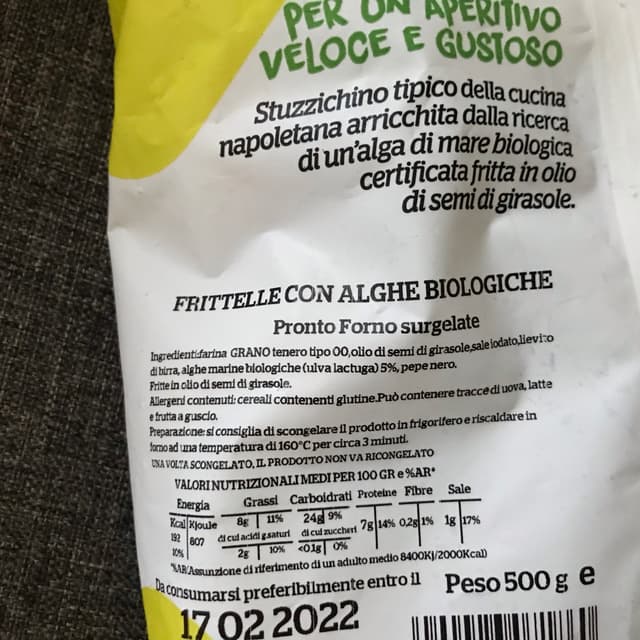 PER UN APERITIVO
VELOCE E GUSTOSO
Stuzzichino tipico della cucina
napoletana arricchita dalla ricerca
di un'alga di mare biologica
certificata fritta in olio
di semi di girasole.
FRITTELLE CON ALGHE BIOLOGICHE
Pronto Forno surgelate
Ingredienti:farina GRANO tenero tipo 00,olio di semi di girasole,sale iodato,lievito
di birra, alghe marine biologiche (ulva lactuga) 5%, pepe nero.
Fritte in olio di semi di girasole.
Allergeni contenuti: cereali contenenti glutine.Può contenere tracce di uova, latte
e frutta a guscio.
Preparazione: si consiglia di scongelare il prodotto in frigorifero e riscaldare in
forno ad una temperatura di 160°C per circa 3 minuti.
UNA VOLTA SCONGELATO, IL PRODOTTO NON VA RICONGELATO
VALORI NUTRIZIONALI MEDI PER 100 GR e %AR*
Energia Grassi Carboidrati Proteine Fibre Sale
Kcal Kjoule 8g 11% 24g 9% 7g 14% 0,2g 1% 1g 17%
192 807 di cui acidi g.saturi di cui zuccheri
10% 2g 10% <0,1g 0%
*%AR(Assunzione di riferimento di un adulto medio 8400Kj/2000Kcal)
Da consumarsi preferibilmente entro il Peso 500 g e
17 02 2022